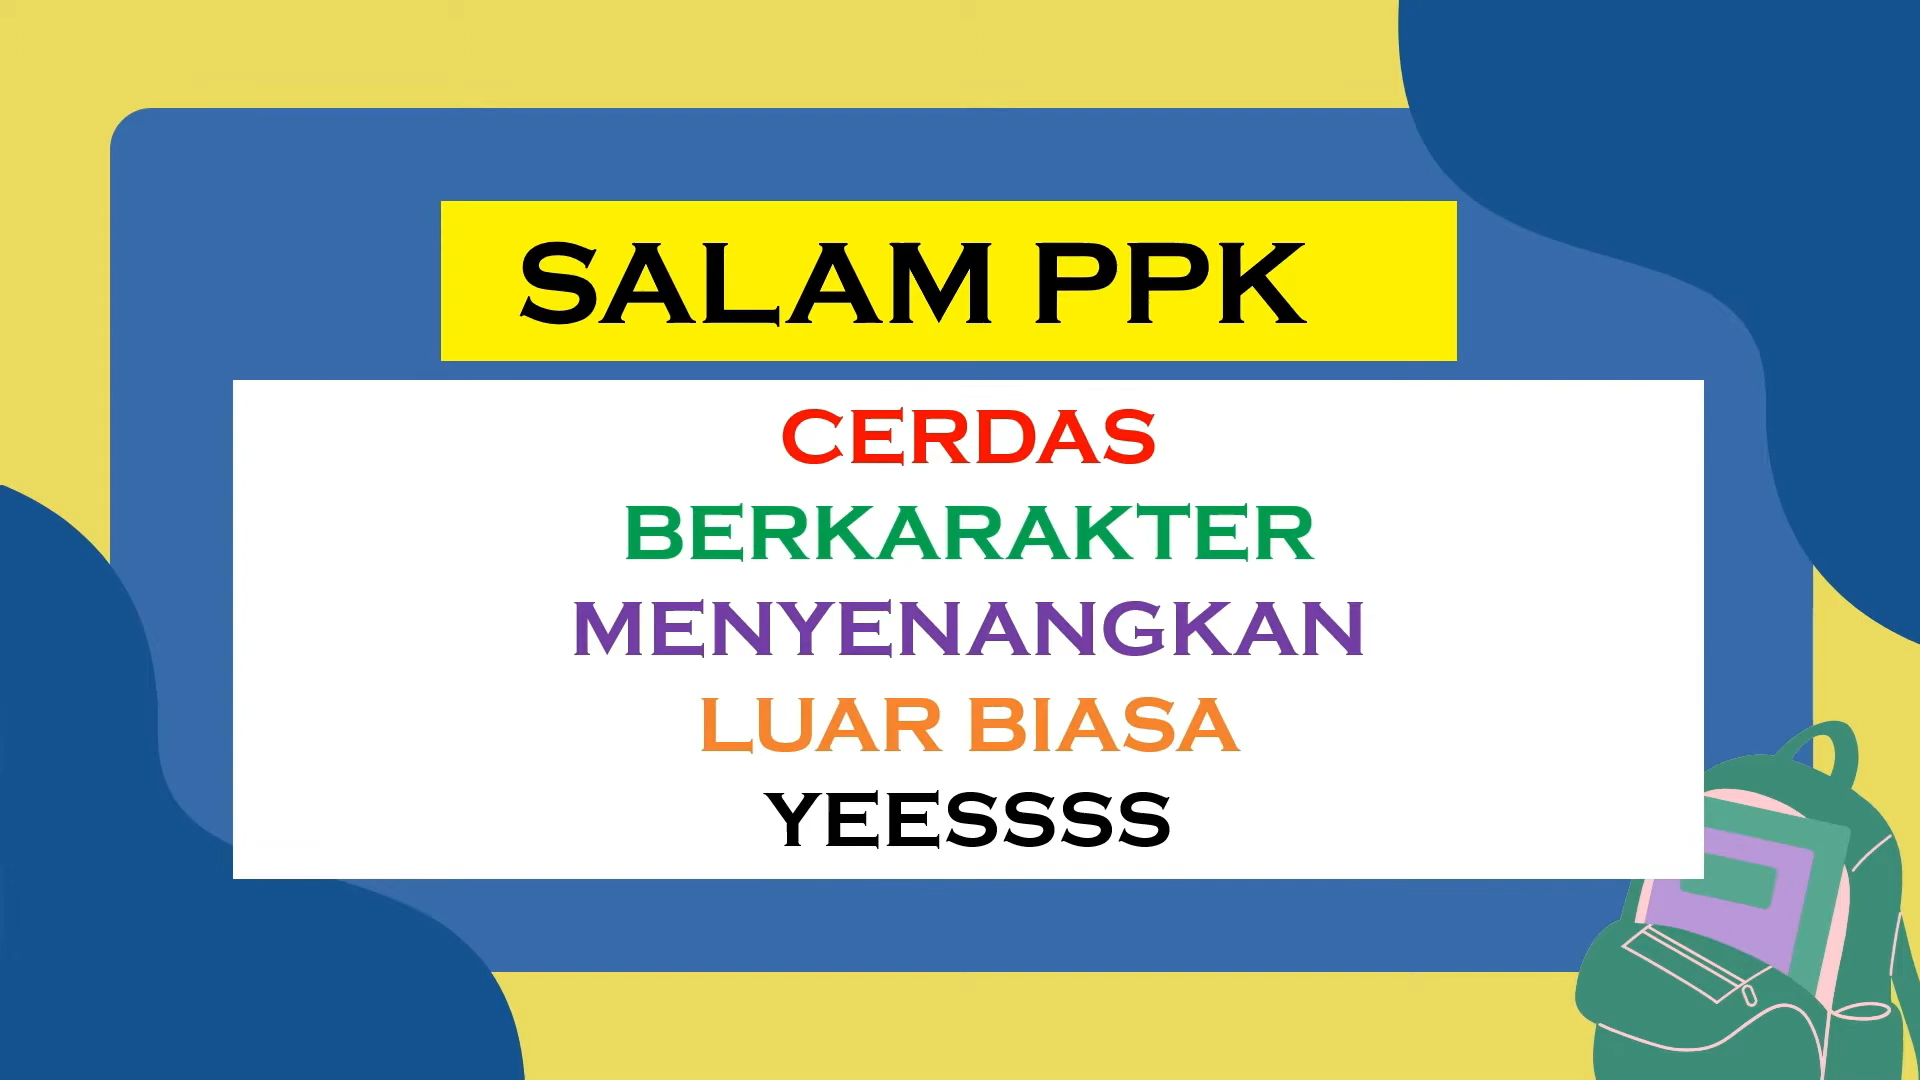 SALAM PPK
CERDAS
BERKARAKTER
MENYENANGKAN
LUAR BIASA
YEESSSS